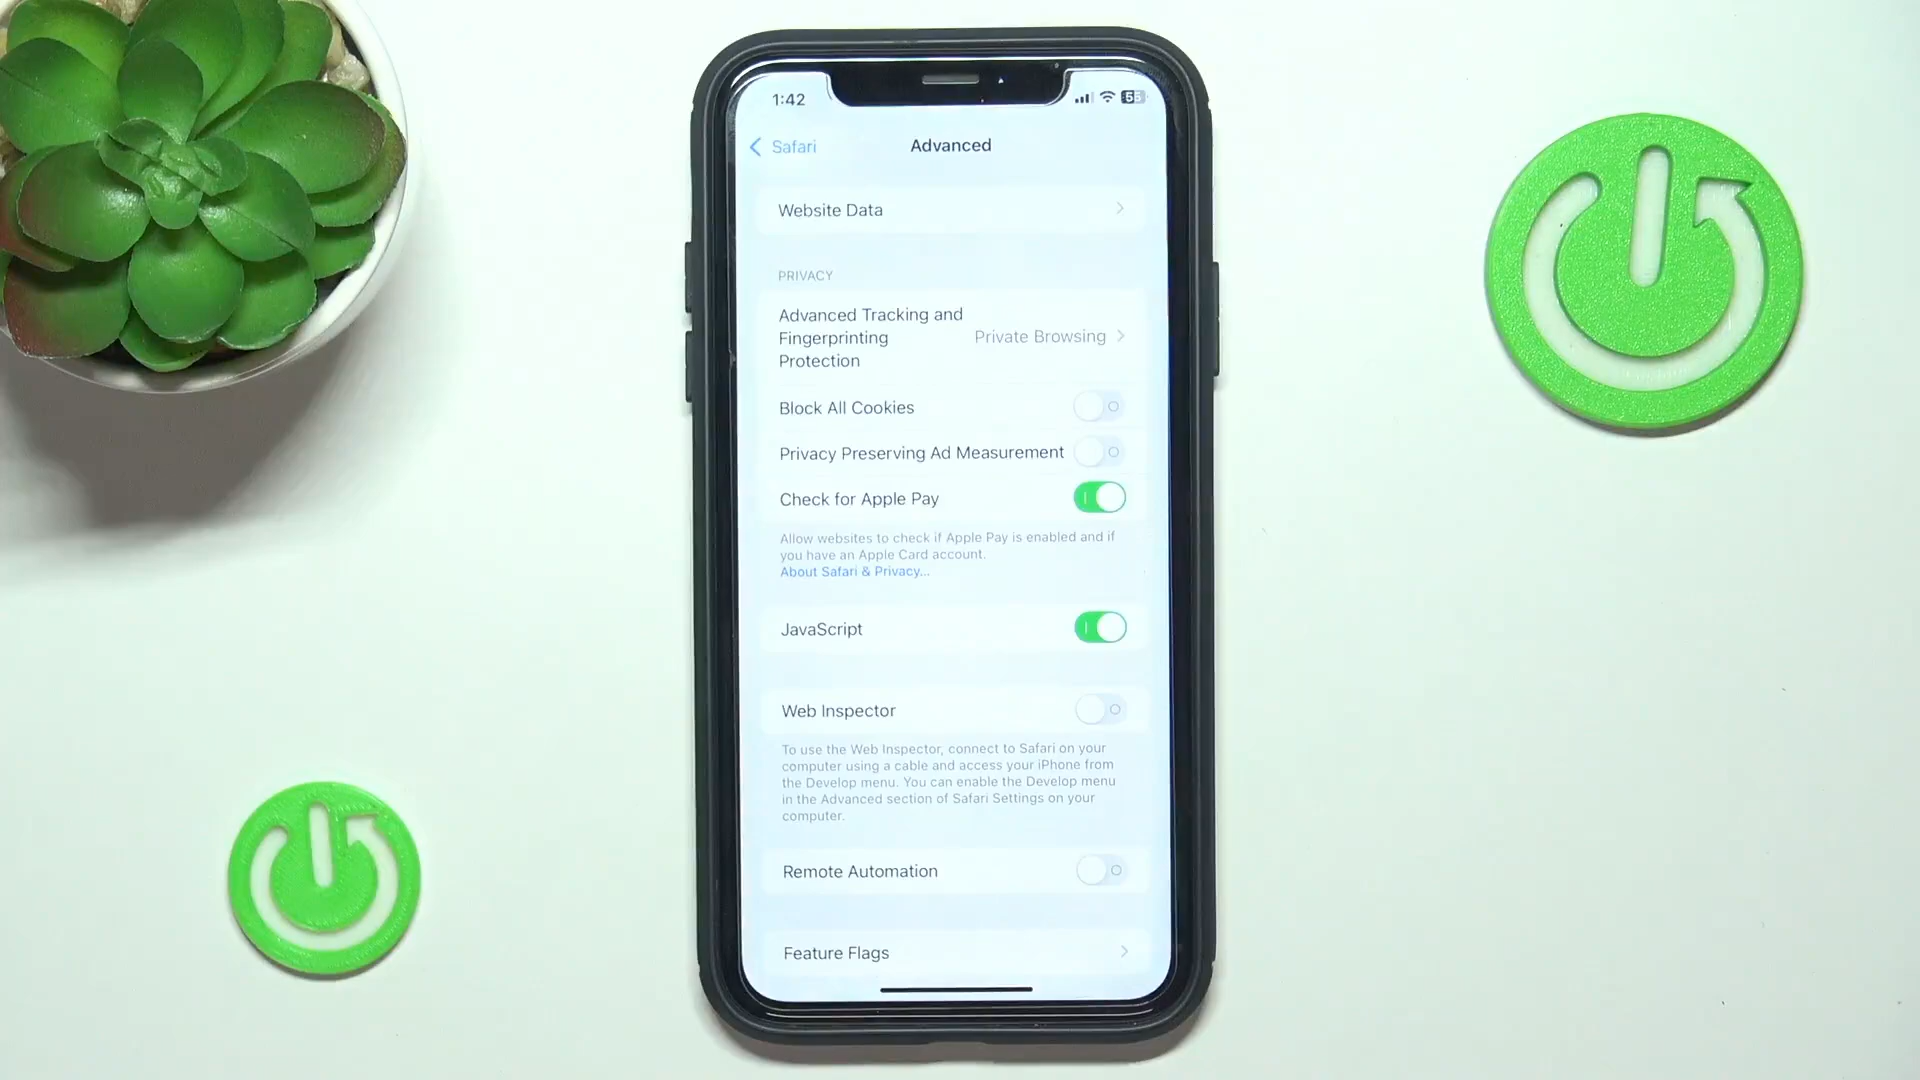 1:42
55
Safari
Advanced
Website Data
PRIVACY
Advanced Tracking and
Fingerprinting
Protection
Private Browsing
Block All Cookies
Privacy Preserving Ad Measurement
Check for Apple Pay
Allow websites to check if Apple Pay is enabled and if
you have an Apple Card account.
About Safari & Privacy...
JavaScript
Web Inspector
To use the Web Inspector, connect to Safari on your
computer using a cable and access your iPhone from
the Develop menu. You can enable the Develop menu
in the Advanced section of Safari Settings on your
computer.
Remote Automation
Feature Flags